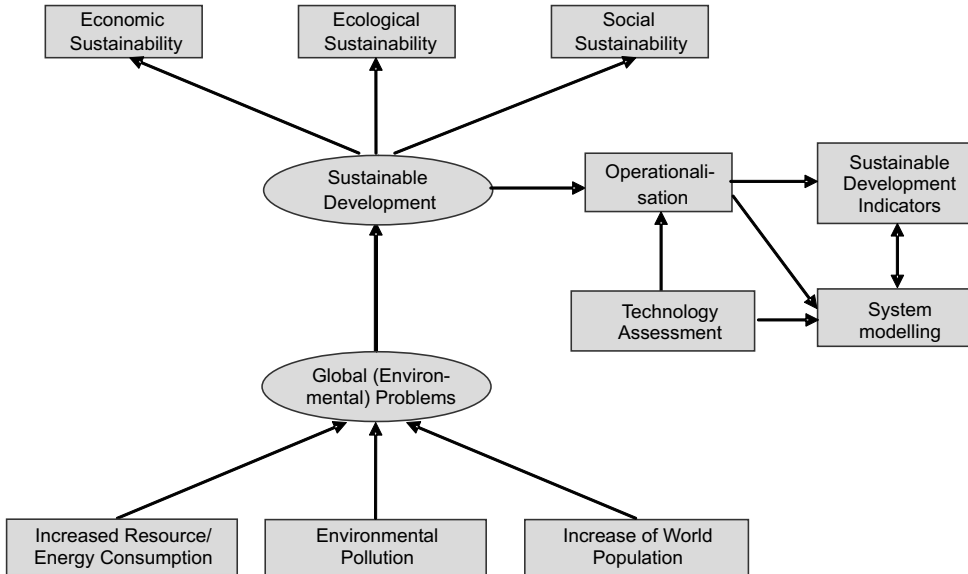 Economic
Sustainability
Ecological
Sustainability
Social
Sustainability
Sustainable
Development
Operationali-
sation
Sustainable
Development
Indicators
Technology
Assessment
System
modelling
Global (Environ-
mental) Problems
Increased Resource/
Energy Consumption
Environmental
Pollution
Increase of World
Population